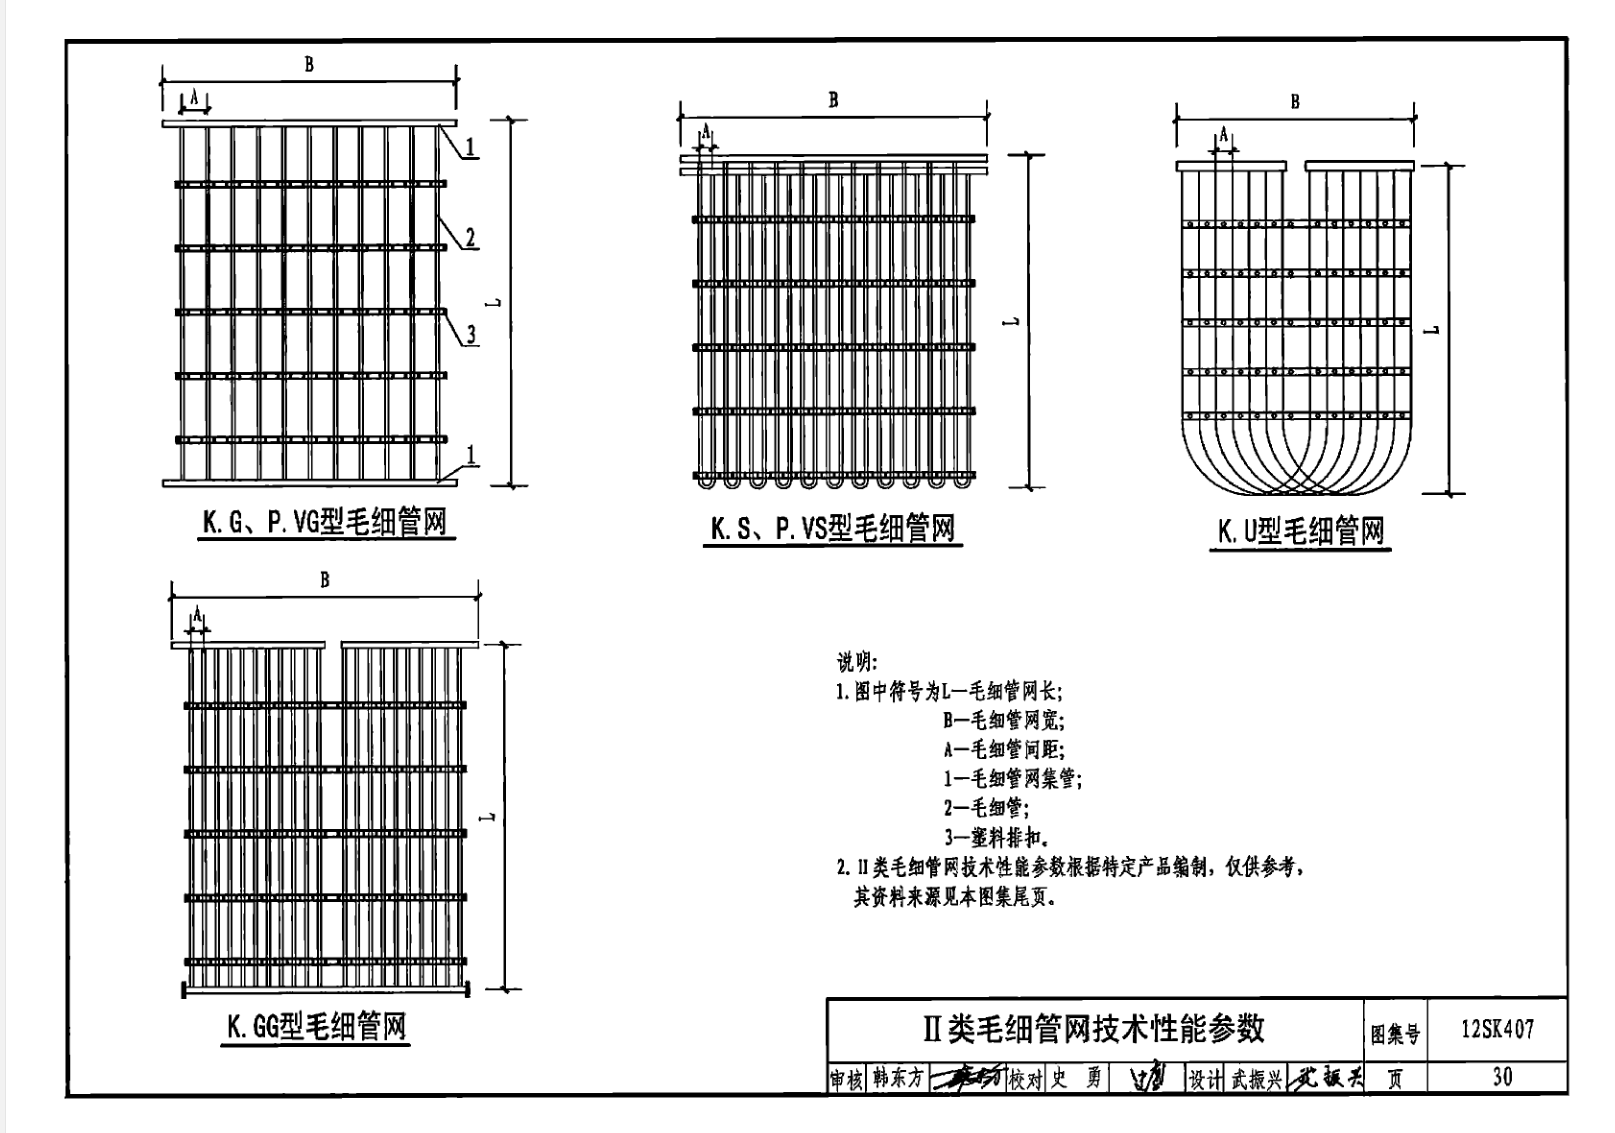 B
A
1
2
L
3
1
K.G、P.VG型毛细管网
B
A
L
K.S、P.VS型毛细管网
B
A
L
K.U型毛细管网
B
A
L
K.GG型毛细管网
说明:
1.图中符号为L—毛细管网长;
B—毛细管网宽;
A—毛细管间距;
1—毛细管网集管;
2—毛细管;
3—塑料排扣。
2.Ⅱ类毛细管网技术性能参数根据特定产品编制，仅供参考，
其资料来源见本图集尾页。
Ⅱ类毛细管网技术性能参数 图集号 12SK407
审核 韩东方 校对 史 勇 设计 武振兴 武振兴 页 30